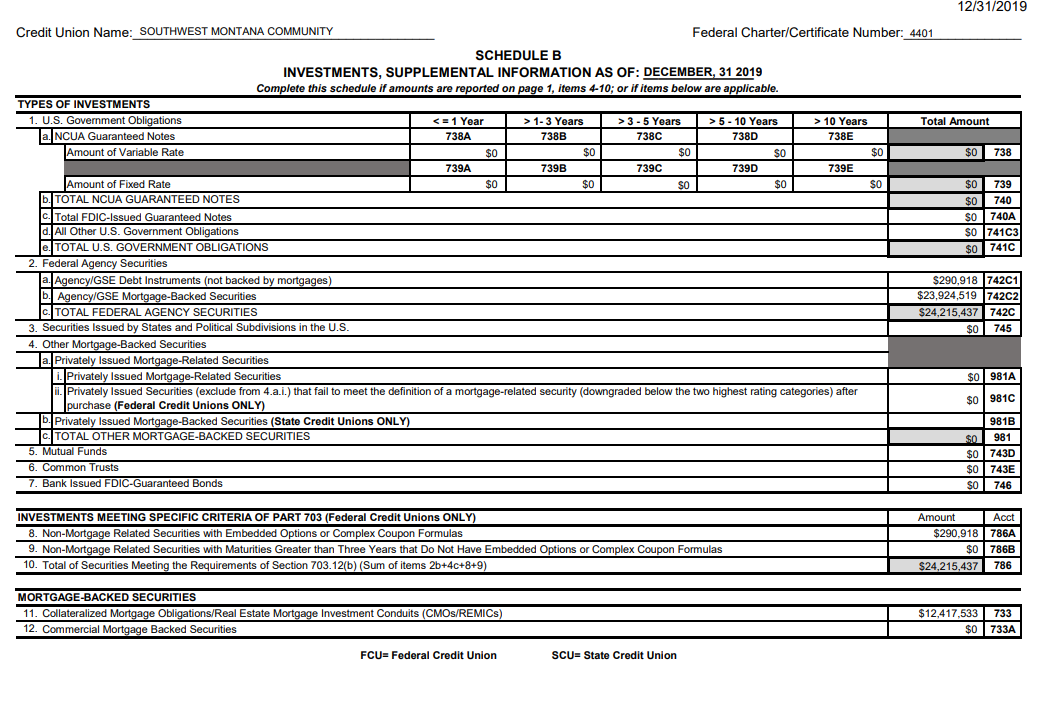 12/31/2019
Credit Union Name: SOUTHWEST MONTANA COMMUNITY Federal Charter/Certificate Number: 4401
SCHEDULE B
INVESTMENTS, SUPPLEMENTAL INFORMATION AS OF: DECEMBER, 31 2019
Complete this schedule if amounts are reported on page 1, items 4-10; or if items below are applicable.
TYPES OF INVESTMENTS
1. U.S. Government Obligations < = 1 Year > 1- 3 Years > 3 - 5 Years > 5 - 10 Years > 10 Years Total Amount
a. NCUA Guaranteed Notes 738A 738B 738C 738D 738E
Amount of Variable Rate $0 $0 $0 $0 $0 $0 738
739A 739B 739C 739D 739E
Amount of Fixed Rate $0 $0 $0 $0 $0 $0 739
b. TOTAL NCUA GUARANTEED NOTES $0 740
c. Total FDIC-Issued Guaranteed Notes $0 740A
d. All Other U.S. Government Obligations $0 741C3
e. TOTAL U.S. GOVERNMENT OBLIGATIONS $0 741C
2. Federal Agency Securities
a. Agency/GSE Debt Instruments (not backed by mortgages) $290,918 742C1
b. Agency/GSE Mortgage-Backed Securities $23,924,519 742C2
c. TOTAL FEDERAL AGENCY SECURITIES $24,215,437 742C
3. Securities Issued by States and Political Subdivisions in the U.S. $0 745
4. Other Mortgage-Backed Securities
a. Privately Issued Mortgage-Related Securities
i. Privately Issued Mortgage-Related Securities $0 981A
ii. Privately Issued Securities (exclude from 4.a.i.) that fail to meet the definition of a mortgage-related security (downgraded below the two highest rating categories) after
purchase (Federal Credit Unions ONLY) $0 981C
b. Privately Issued Mortgage-Backed Securities (State Credit Unions ONLY) 981B
c. TOTAL OTHER MORTGAGE-BACKED SECURITIES $0 981
5. Mutual Funds $0 743D
6. Common Trusts $0 743E
7. Bank Issued FDIC-Guaranteed Bonds $0 746
INVESTMENTS MEETING SPECIFIC CRITERIA OF PART 703 (Federal Credit Unions ONLY) Amount Acct
8. Non-Mortgage Related Securities with Embedded Options or Complex Coupon Formulas $290,918 786A
9. Non-Mortgage Related Securities with Maturities Greater than Three Years that Do Not Have Embedded Options or Complex Coupon Formulas $0 786B
10. Total of Securities Meeting the Requirements of Section 703.12(b) (Sum of items 2b+4c+8+9) $24,215,437 786
MORTGAGE-BACKED SECURITIES
11. Collateralized Mortgage Obligations/Real Estate Mortgage Investment Conduits (CMOs/REMICs) $12,417,533 733
12. Commercial Mortgage Backed Securities $0 733A
FCU= Federal Credit Union SCU= State Credit Union